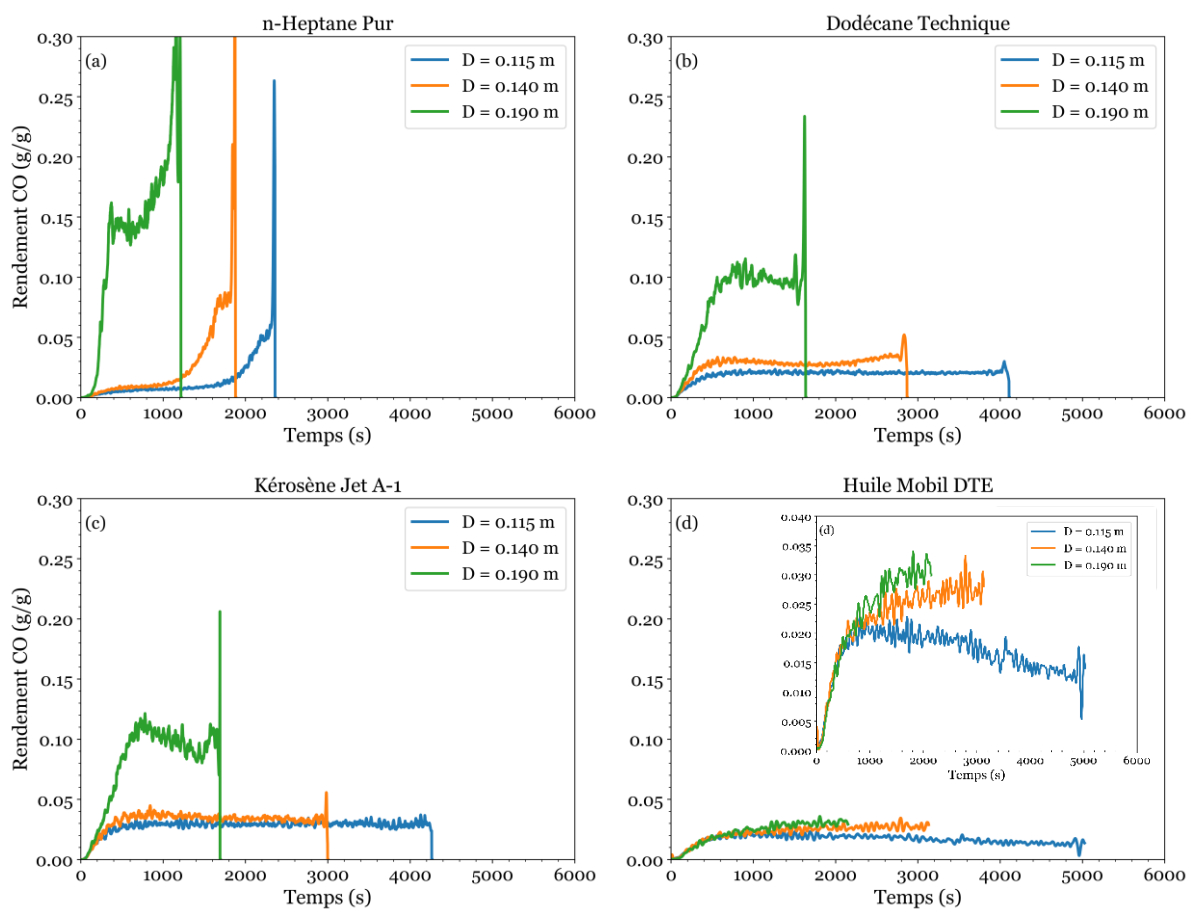 n-Heptane Pur
(a)
D = 0.115 m
D = 0.140 m
D = 0.190 m
Rendement CO (g/g)
0.30
0.25
0.20
0.15
0.10
0.05
0.00
0 1000 2000 3000 4000 5000 6000
Temps (s)
Dodécane Technique
(b)
D = 0.115 m
D = 0.140 m
D = 0.190 m
0.30
0.25
0.20
0.15
0.10
0.05
0.00
0 1000 2000 3000 4000 5000 6000
Temps (s)
Kérosène Jet A-1
(c)
D = 0.115 m
D = 0.140 m
D = 0.190 m
Rendement CO (g/g)
0.30
0.25
0.20
0.15
0.10
0.05
0.00
0 1000 2000 3000 4000 5000 6000
Temps (s)
Huile Mobil DTE
(d)
0.30
0.25
0.20
0.15
0.10
0.05
0.00
0 1000 2000 3000 4000 5000 6000
Temps (s)
(d)
D = 0.115 m
D = 0.140 m
D = 0.190 m
0.040
0.035
0.030
0.025
0.020
0.015
0.010
0.005
0.000
0 1000 2000 3000 4000 5000 6000
Temps (s)